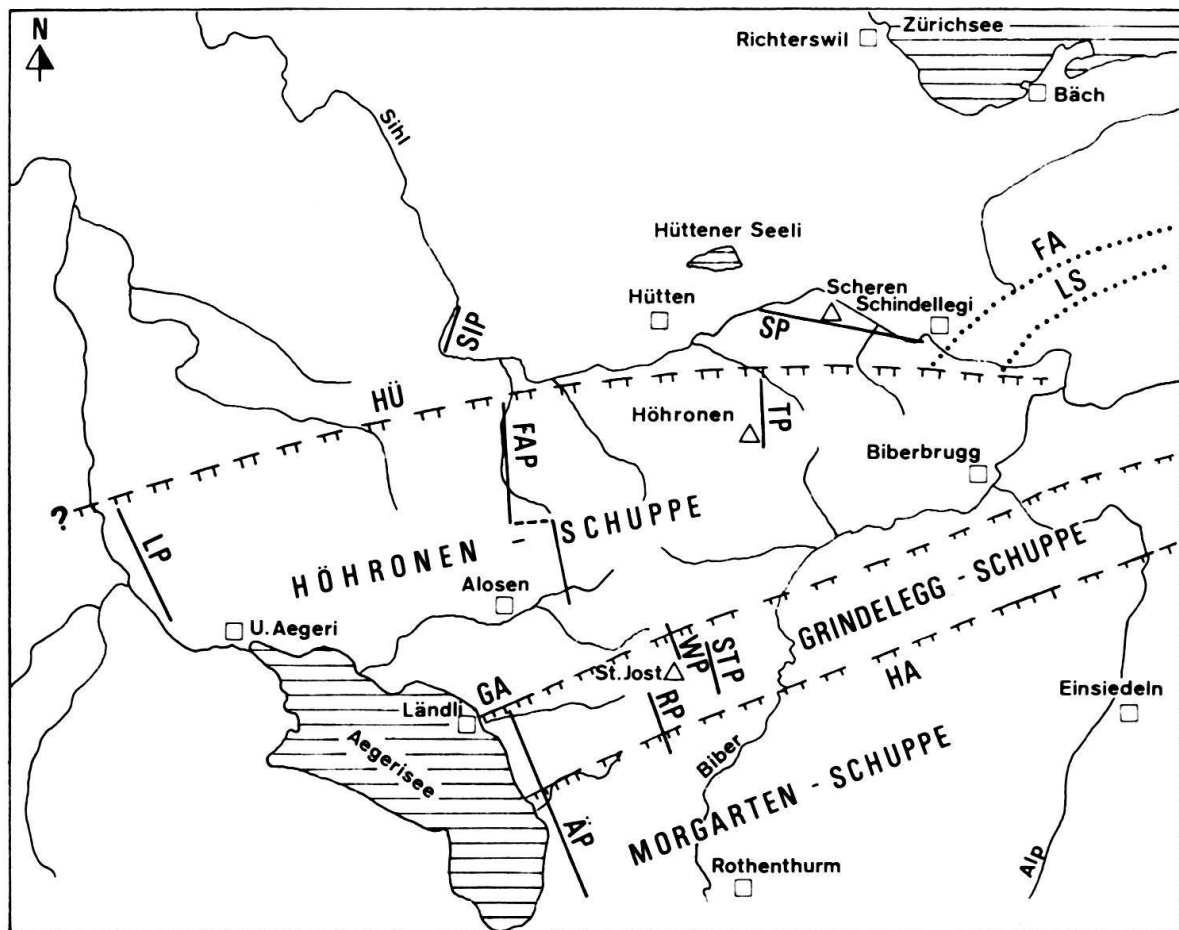 N
Zürichsee
Richterswil
Bäch
Sihl
FA
Hüttener Seeli
LS
Scheren
Hütten
Schindellegi
SIP
SP
HÜ
Höhronen
TP
FAP
Biberbrugg
?
LP
HÖHRONEN - SCHUPPE
Alosen
GRINDELEGG - SCHUPPE
U. Aegeri
WP
STP
St. Jost
HA
GA
RP
Einsiedeln
Ländli
Aegerisee
Biber
MORGARTEN - SCHUPPE
ÄP
Rothenthurm
Alp